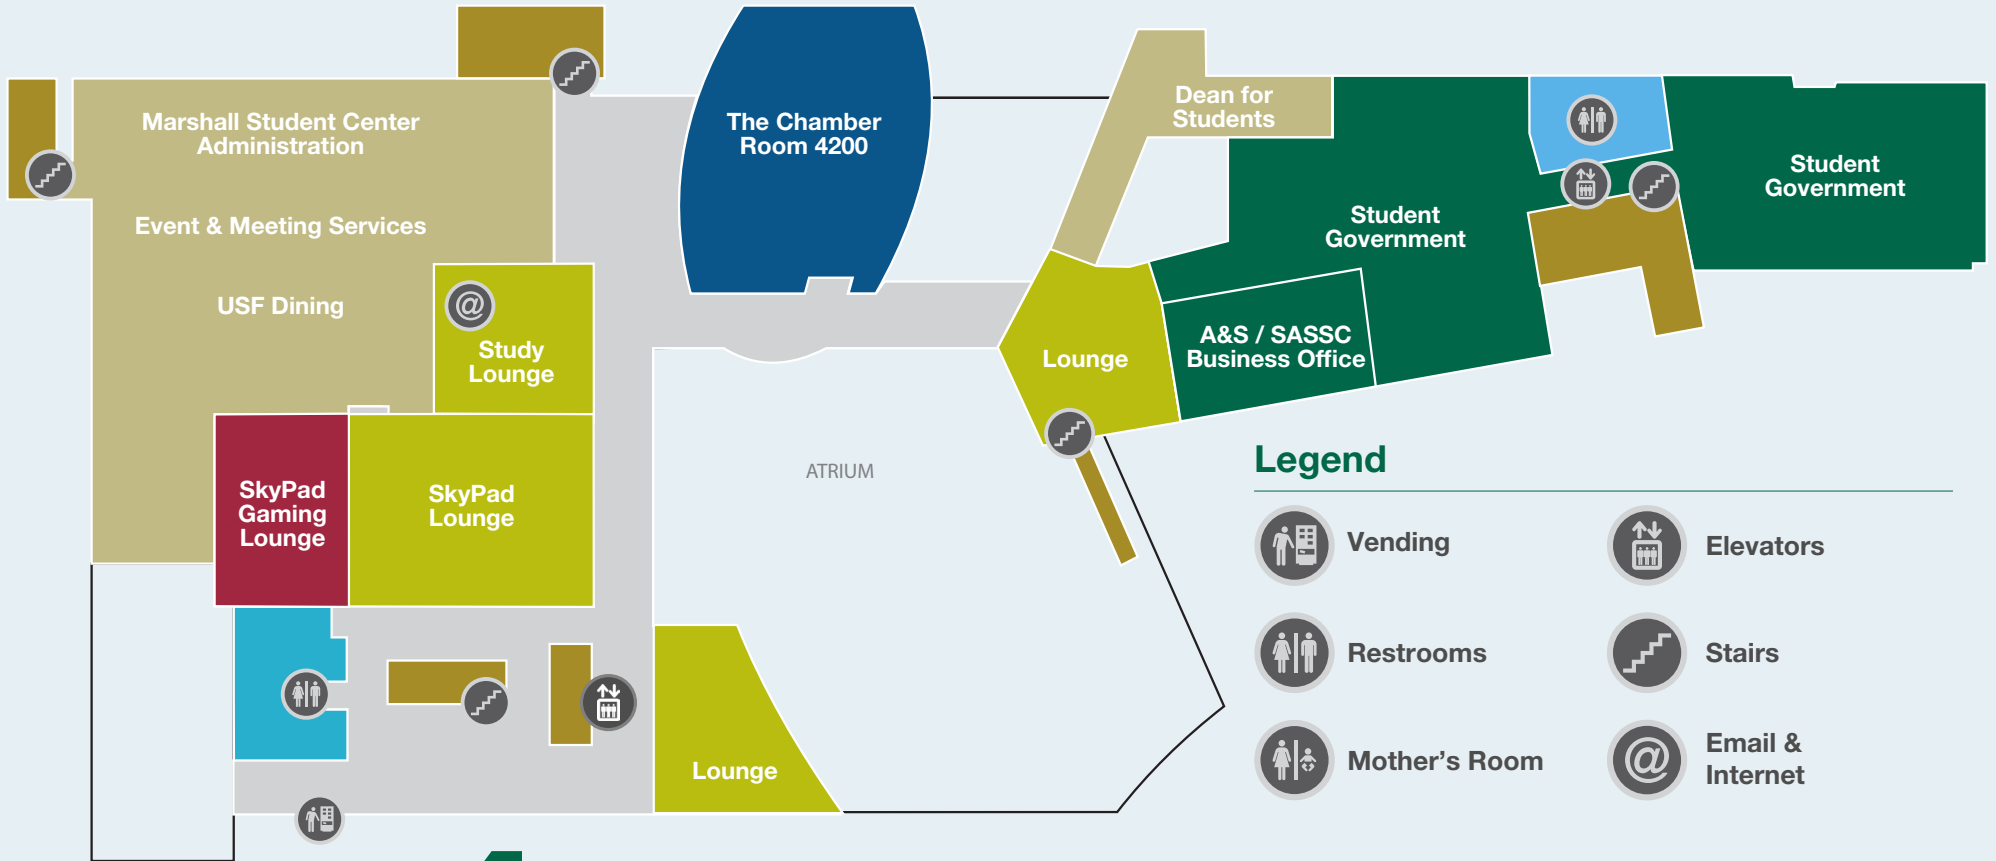 Marshall Student Center
Administration
Event & Meeting Services
USF Dining
Study
Lounge
@
SkyPad
Gaming
Lounge
SkyPad
Lounge
The Chamber
Room 4200
Dean for
Students
Student
Government
Student
Government
A&S / SASSC
Business Office
Lounge
ATRIUM
Lounge
Legend
Vending
Elevators
Restrooms
Stairs
Mother's Room
@
Email &
Internet